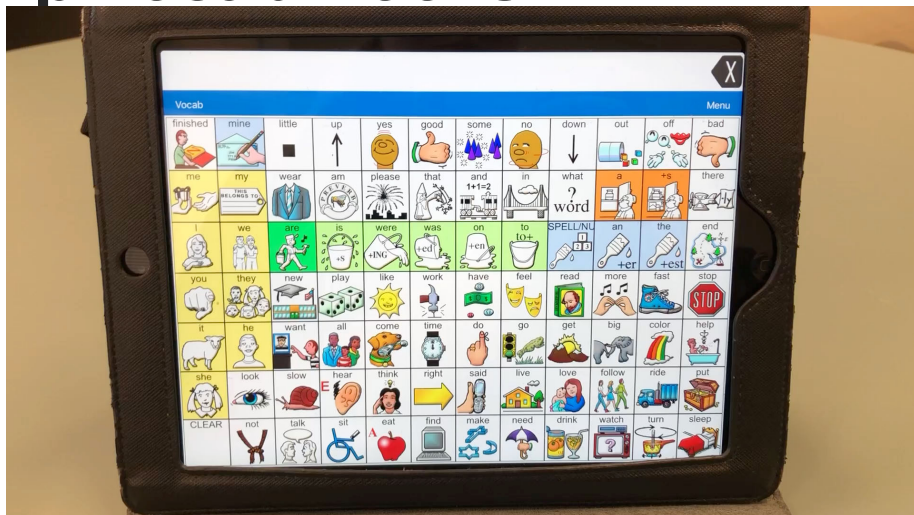 X
Vocab Menu
finished mine little up yes good some no down out off bad
me my wear am please that and in what a +s there
THIS BELONGS TO PREVERB 1+1=2 ? word
I we are is were was on to SPELL/NU an the end
+s +ING +ed +en to+ 1 2 3 +er +est
you they new play like work have feel read more fast stop
STOP
it he want all come time do go get big color help
she look slow hear think right said live love follow ride put
E
CLEAR not talk sit eat find make need drink watch turn sleep
A ?